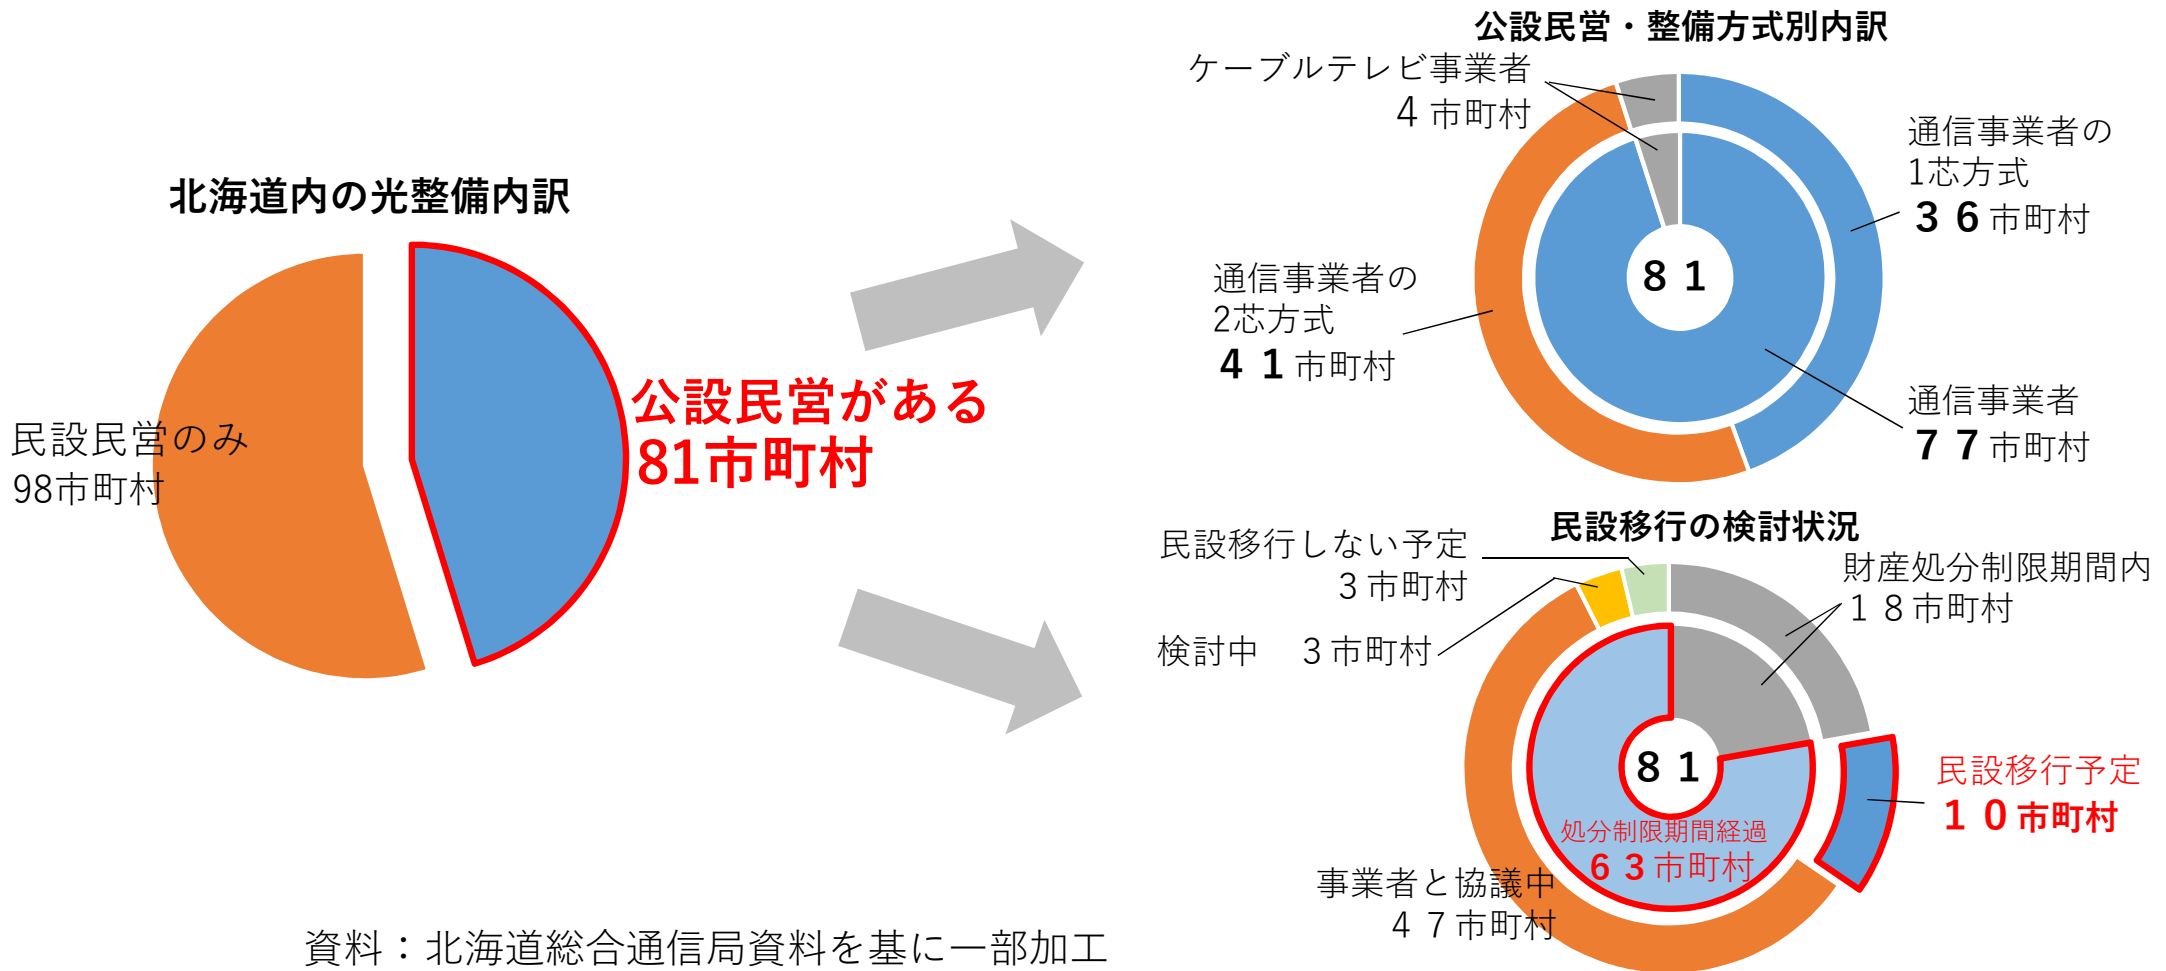 北海道内の光整備内訳
民設民営のみ
98市町村
公設民営がある
81市町村
公設民営・整備方式別内訳
ケーブルテレビ事業者
4 市町村
通信事業者の
1芯方式
３６市町村
通信事業者の
2芯方式
４１市町村
８１
通信事業者
７７市町村
民設移行の検討状況
民設移行しない予定
３市町村
検討中　３市町村
財産処分制限期間内
１８市町村
８１
民設移行予定
１０市町村
処分制限期間経過
６３市町村
事業者と協議中
４７市町村
資料：北海道総合通信局資料を基に一部加工